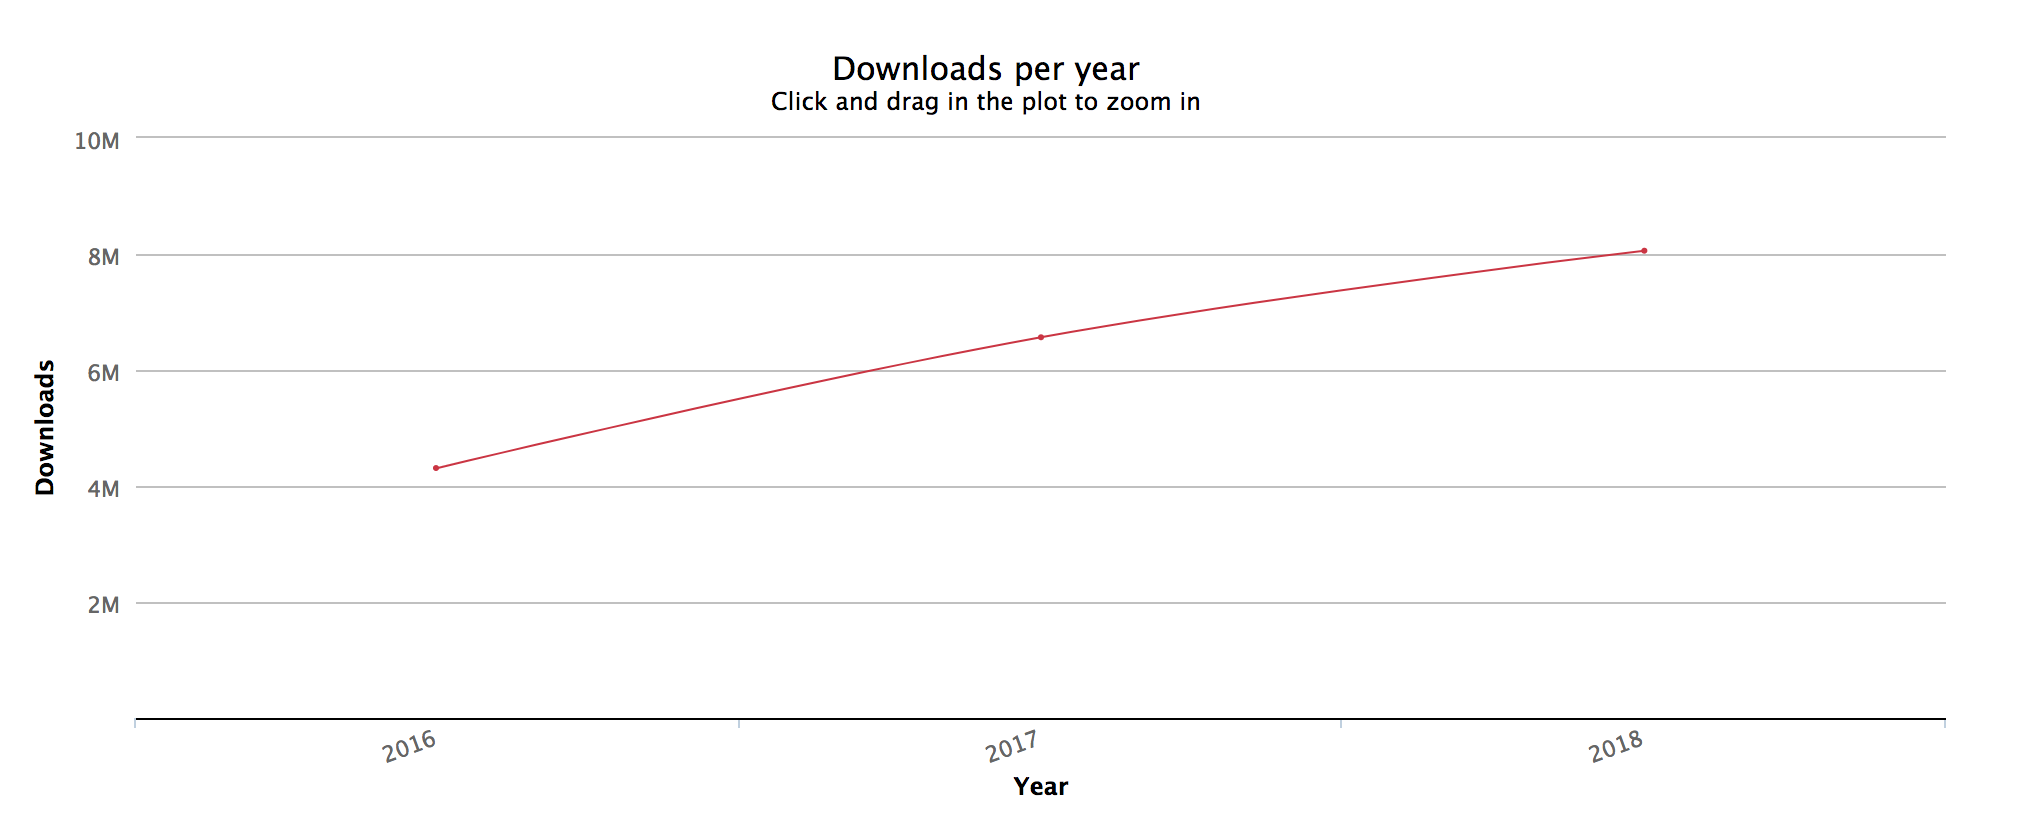 Downloads per year
Click and drag in the plot to zoom in
10M
8M
6M
4M
2M
Downloads
2016
2017
2018
Year